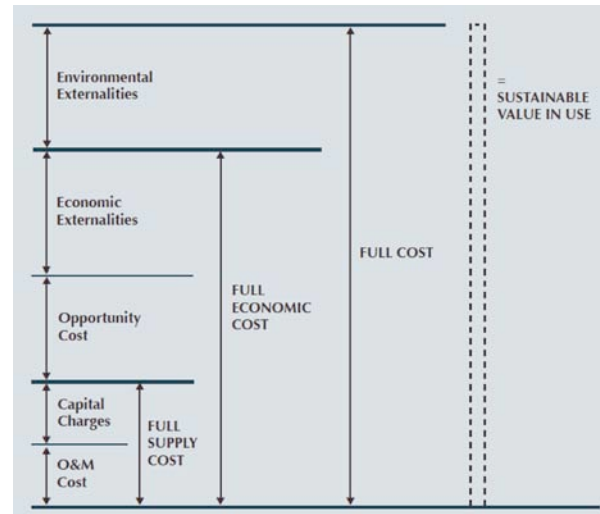 Environmental
Externalities
=
SUSTAINABLE
VALUE IN USE
Economic
Externalities
FULL COST
FULL
ECONOMIC
COST
Opportunity
Cost
Capital
Charges
FULL
SUPPLY
COST
O&M
Cost